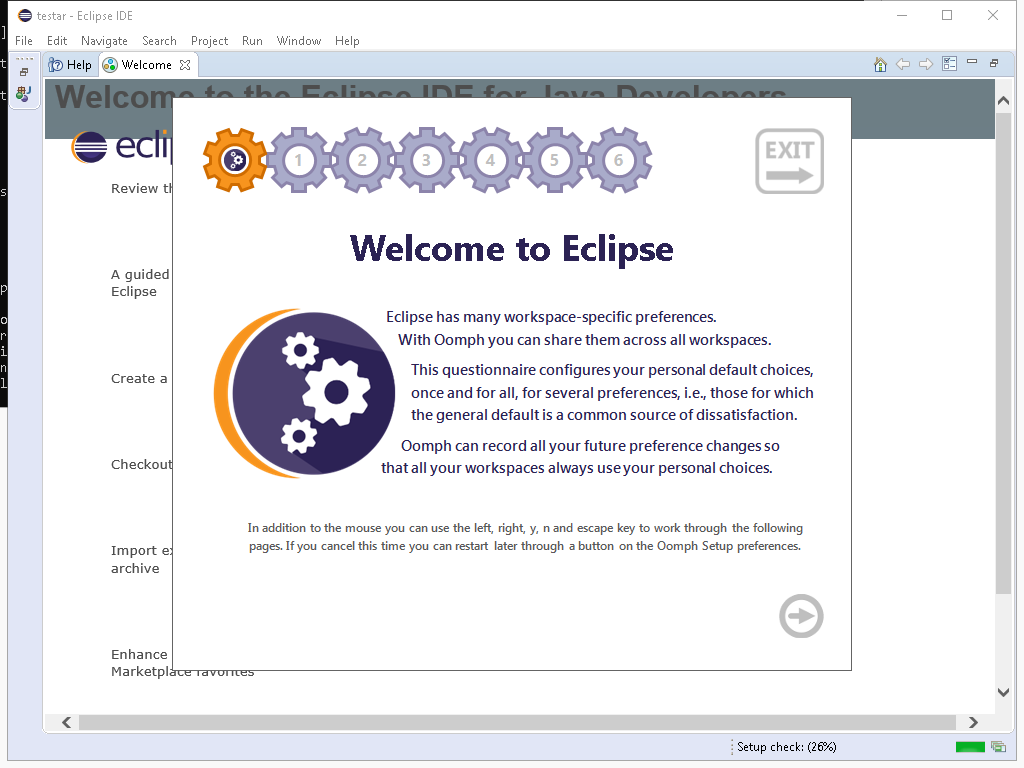 testar - Eclipse IDE
File Edit Navigate Search Project Run Window Help
Help Welcome
Welcome to the Eclipse IDE for Java Developers
1 2 3 4 5 6
EXIT
Review
Welcome to Eclipse
A guided
Eclipse
Eclipse has many workspace-specific preferences.
With Oomph you can share them across all workspaces.
This questionnaire configures your personal default choices,
once and for all, for several preferences, i.e., those for which
the general default is a common source of dissatisfaction.
Create a
Oomph can record all your future preference changes so
that all your workspaces always use your personal choices.
Checkout
In addition to the mouse you can use the left, right, y, n and escape key to work through the following
pages. If you cancel this time you can restart later through a button on the Oomph Setup preferences.
Import
archive
Enhance
Marketplace favorites
Setup check: (26%)